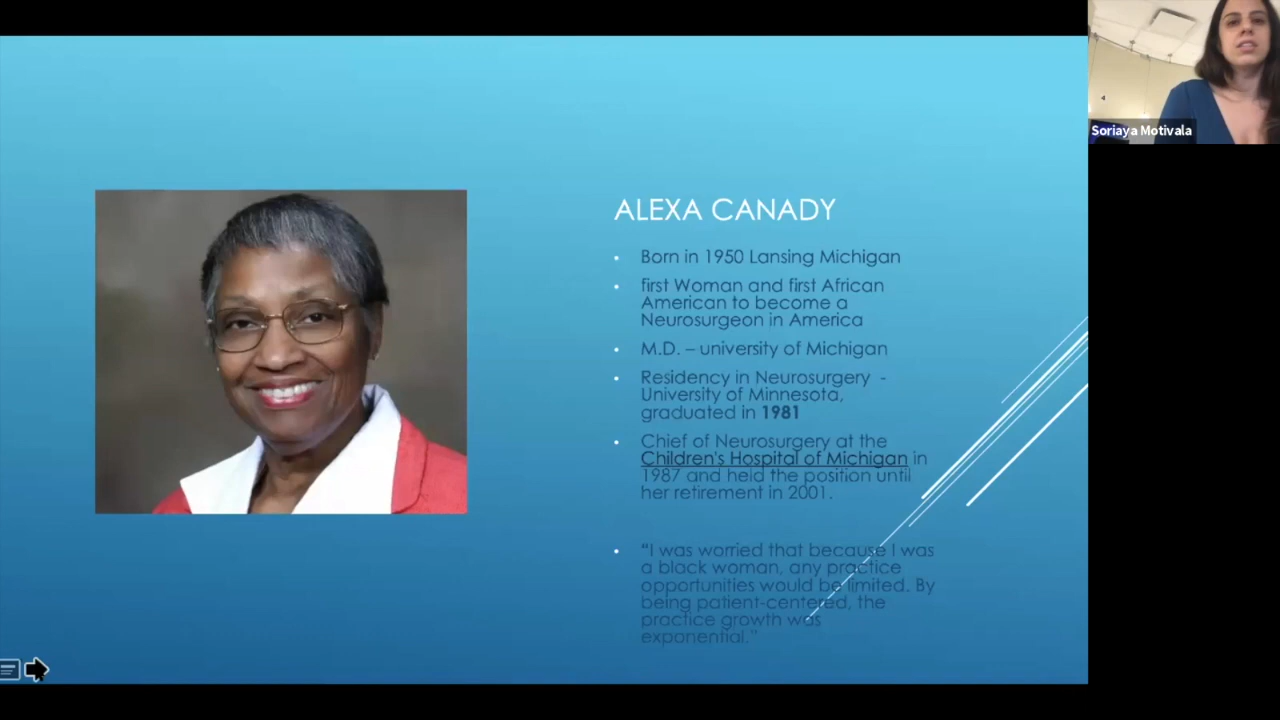 Soriaya Motivala
ALEXA CANADY
• Born in 1950 Lansing Michigan
• first Woman and first African
American to become a
Neurosurgeon in America
• M.D. – university of Michigan
• Residency in Neurosurgery -
University of Minnesota,
graduated in 1981
• Chief of Neurosurgery at the
Children's Hospital of Michigan in
1987 and held the position until
her retirement in 2001.
• “I was worried that because I was
a black woman, any practice
opportunities would be limited. By
being patient-centered, the
practice growth was
exponential.”